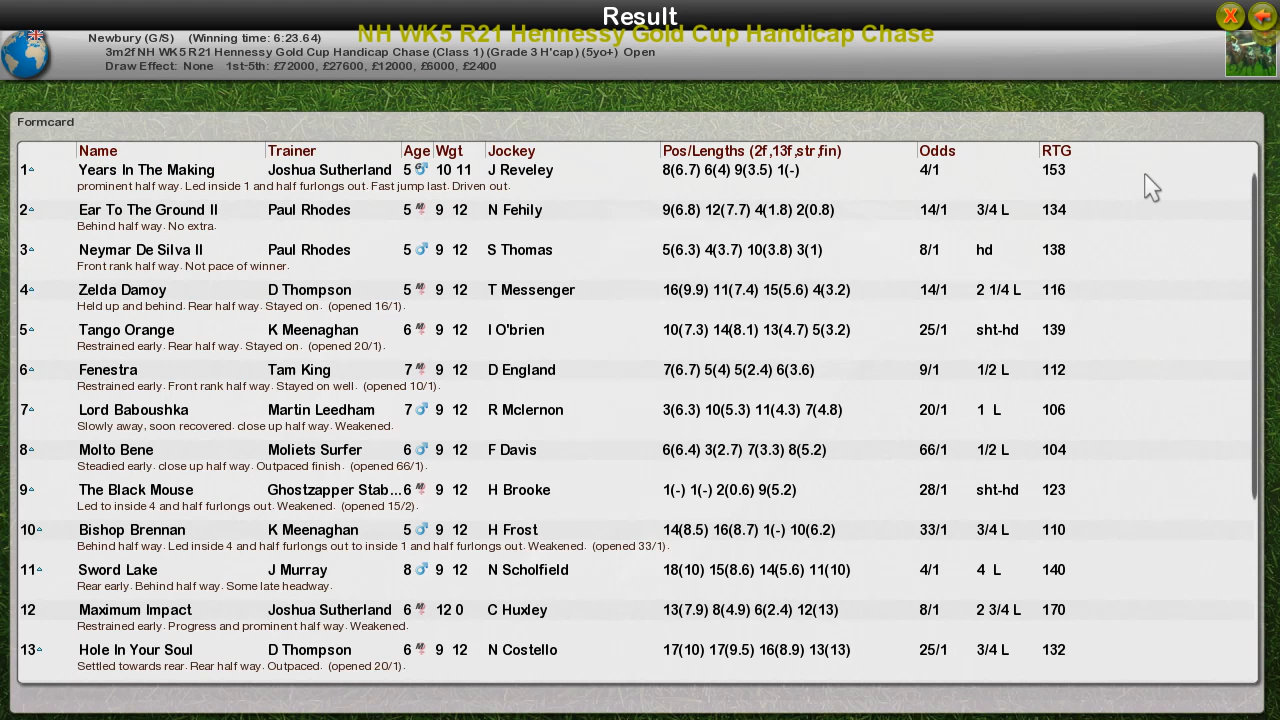 Result
NH WK5 R21 Hennessy Gold Cup Handicap Chase
Newbury (G/S) (Winning time: 6:23.64)
3m2f NH WK5 R21 Hennessy Gold Cup Handicap Chase (Class 1) (Grade 3 H'cap) (5yo+) Open
Draw Effect: None 1st-5th: £72000, £27600, £12000, £6000, £2400
Formcard
Name Trainer Age Wgt Jockey Pos/Lengths (2f,13f,str,fin) Odds RTG
1 Years In The Making Joshua Sutherland 5 10 11 J Reveley 8(6.7) 6(4) 9(3.5) 1(-) 4/1 153
prominent half way. Led inside 1 and half furlongs out. Fast jump last. Driven out.
2 Ear To The Ground II Paul Rhodes 5 9 12 N Fehily 9(6.8) 12(7.7) 4(1.8) 2(0.8) 14/1 3/4 L 134
Behind half way. No extra.
3 Neymar De Silva II Paul Rhodes 5 9 12 S Thomas 5(6.3) 4(3.7) 10(3.8) 3(1) 8/1 hd 138
Front rank half way. Not pace of winner.
4 Zelda Damoy D Thompson 5 9 12 T Messenger 16(9.9) 11(7.4) 15(5.6) 4(3.2) 14/1 2 1/4 L 116
Held up and behind. Rear half way. Stayed on. (opened 16/1).
5 Tango Orange K Meenaghan 6 9 12 I O'brien 10(7.3) 14(8.1) 13(4.7) 5(3.2) 25/1 sht-hd 139
Restrained early. Rear half way. Stayed on. (opened 20/1).
6 Fenestra Tam King 7 9 12 D England 7(6.7) 5(4) 5(2.4) 6(3.6) 9/1 1/2 L 112
Restrained early. Front rank half way. Stayed on well. (opened 10/1).
7 Lord Baboushka Martin Leedham 7 9 12 R Mclernon 3(6.3) 10(5.3) 11(4.3) 7(4.8) 20/1 1 L 106
Slowly away, soon recovered. close up half way. Weakened.
8 Molto Bene Moliets Surfer 6 9 12 F Davis 6(6.4) 3(2.7) 7(3.3) 8(5.2) 66/1 1/2 L 104
Steadied early. close up half way. Outpaced finish. (opened 66/1).
9 The Black Mouse Ghostzapper Stab... 6 9 12 H Brooke 1(-) 1(-) 2(0.6) 9(5.2) 28/1 sht-hd 123
Led to inside 4 and half furlongs out. Weakened. (opened 15/2).
10 Bishop Brennan K Meenaghan 5 9 12 H Frost 14(8.5) 16(8.7) 1(-) 10(6.2) 33/1 3/4 L 110
Behind half way. Led inside 4 and half furlongs out to inside 1 and half furlongs out. Weakened. (opened 33/1).
11 Sword Lake J Murray 8 9 12 N Scholfield 18(10) 15(8.6) 14(5.6) 11(10) 4/1 4 L 140
Rear early. Behind half way. Some late headway.
12 Maximum Impact Joshua Sutherland 6 12 0 C Huxley 13(7.9) 8(4.9) 6(2.4) 12(13) 8/1 2 3/4 L 170
Restrained early. Progress and prominent half way. Weakened.
13 Hole In Your Soul D Thompson 6 9 12 N Costello 17(10) 17(9.5) 16(8.9) 13(13) 25/1 3/4 L 132
Settled towards rear. Rear half way. Outpaced. (opened 20/1).